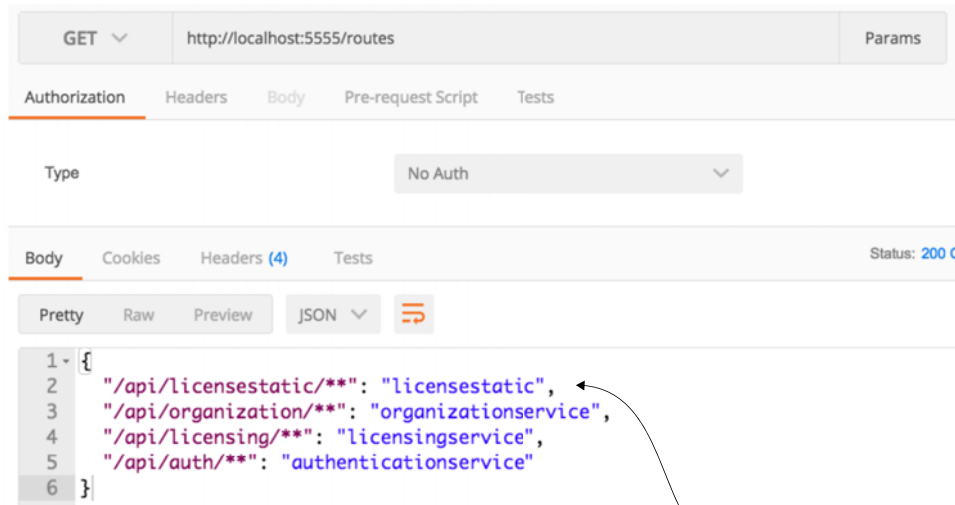 GET http://localhost:5555/routes Params
Authorization Headers Body Pre-request Script Tests
Type No Auth
Body Cookies Headers (4) Tests Status: 200
Pretty Raw Preview JSON
1 {
2 "/api/licensestatic/**": "licensestatic",
3 "/api/organization/**": "organizationservice",
4 "/api/licensing/**": "licensingservice",
5 "/api/auth/**": "authenticationservice"
6 }